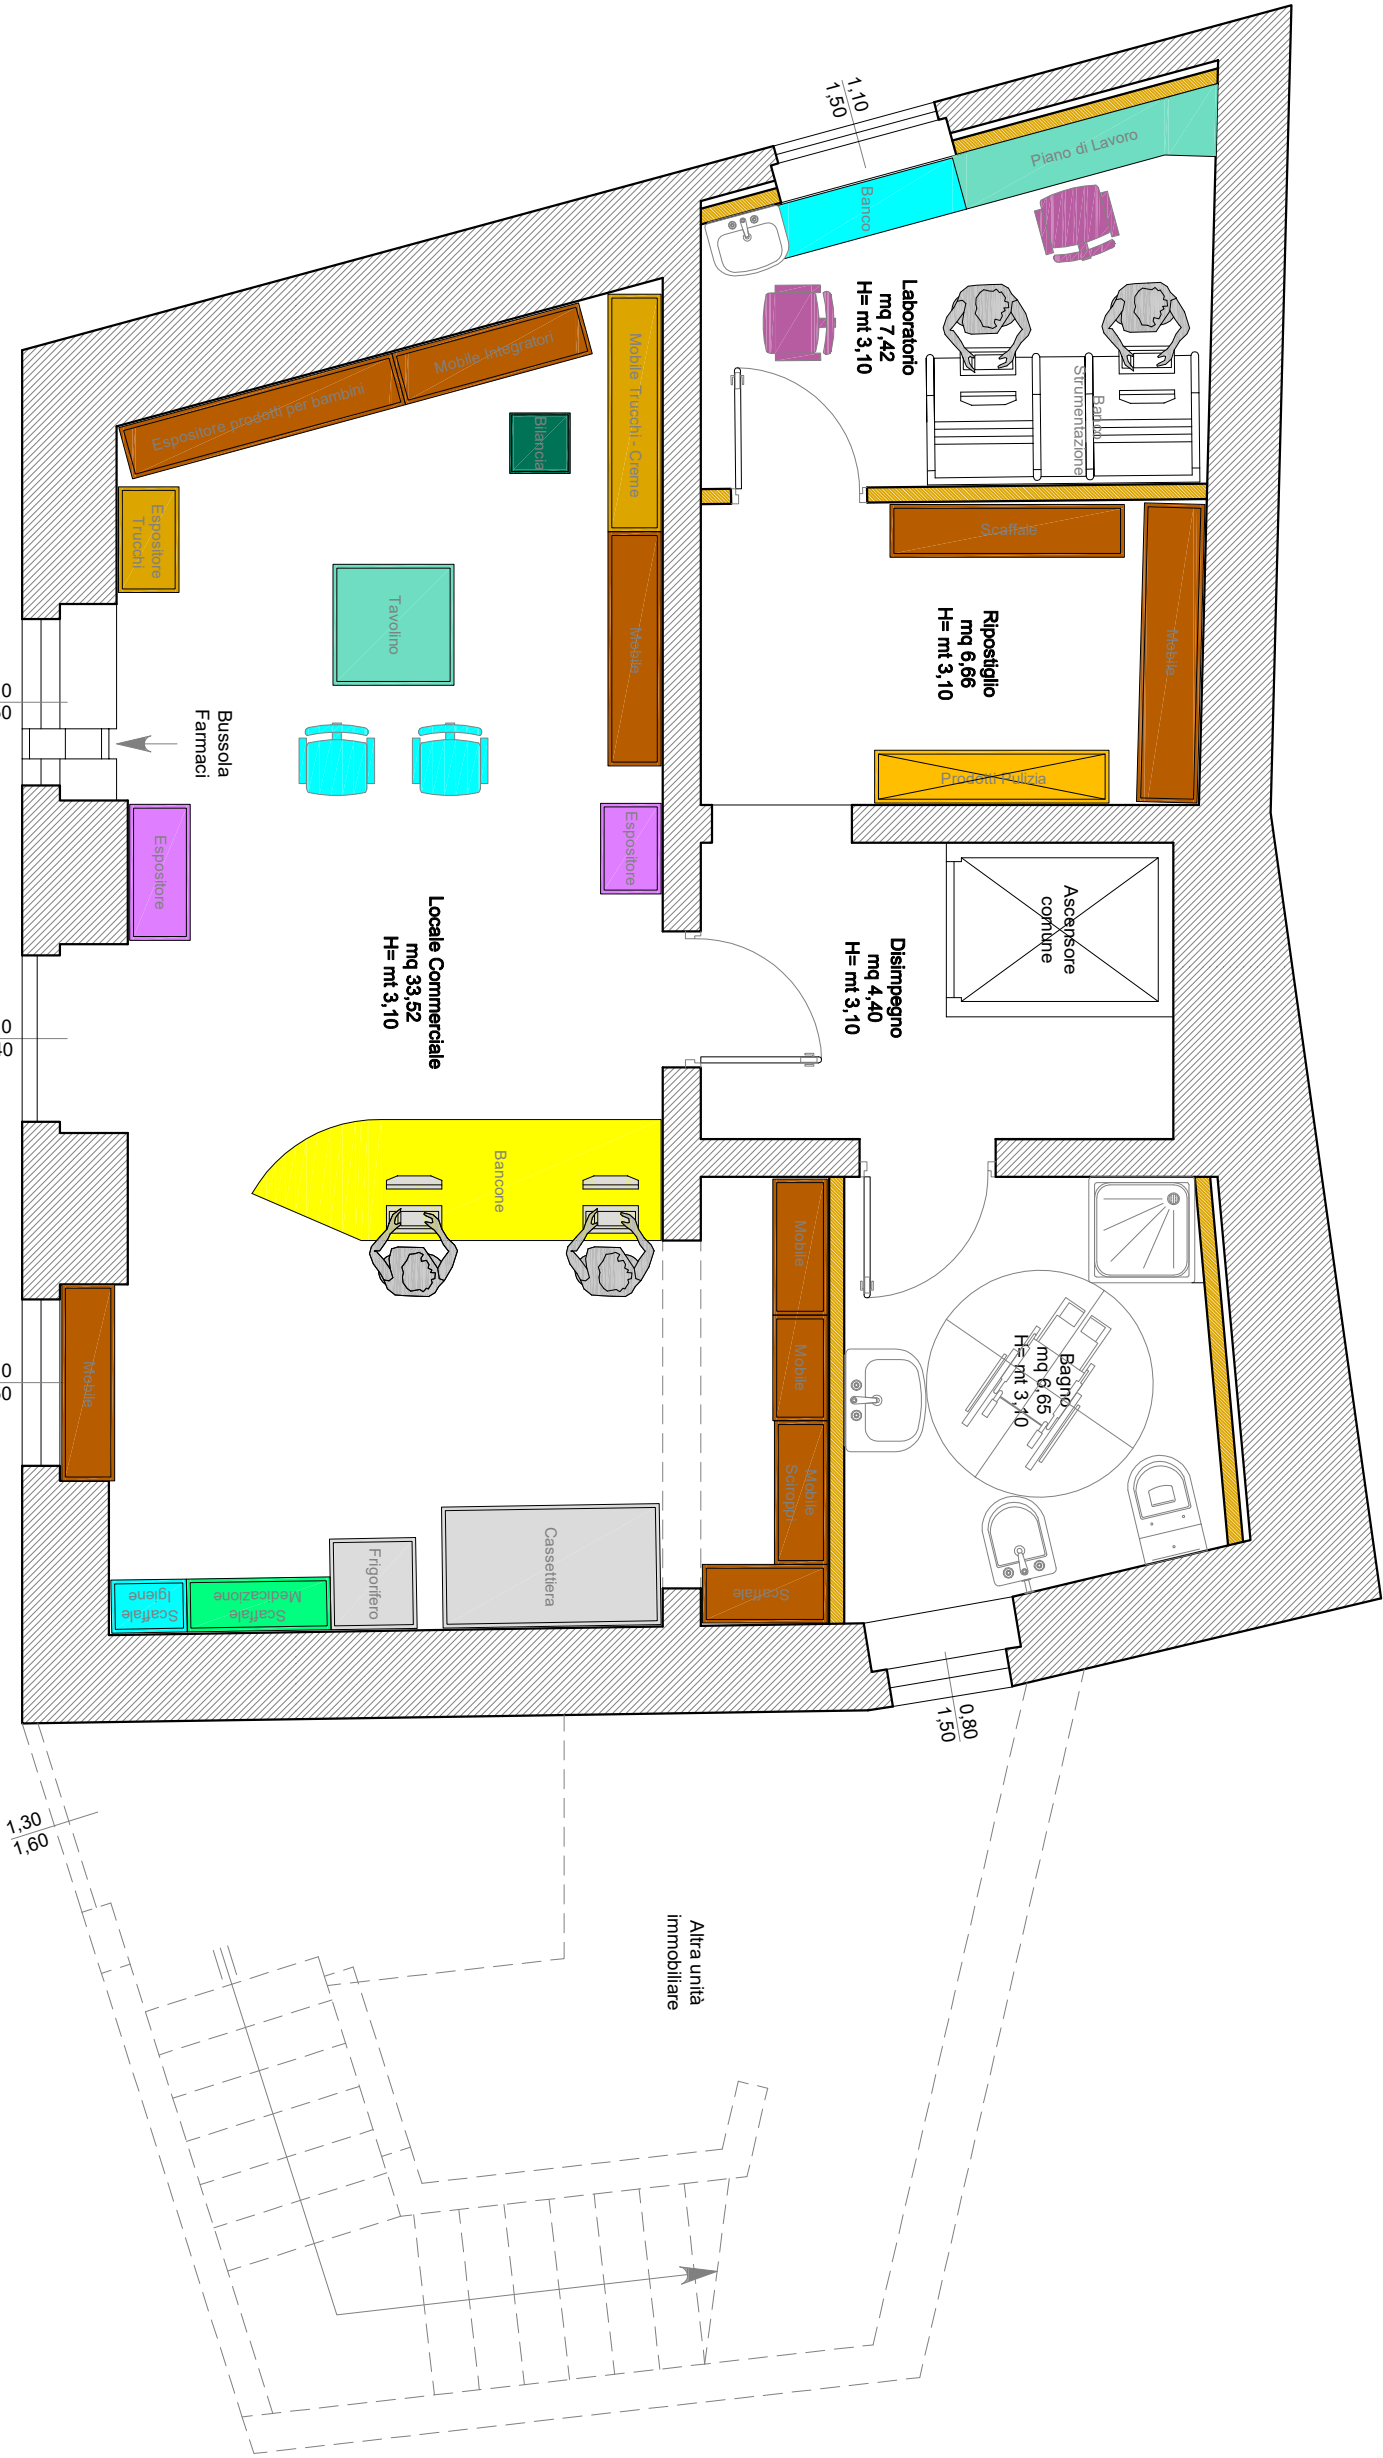 1,10
1,50
Piano di Lavoro
Banco
Laboratorio
mq 7,42
H= mt 3,10
Banco
Strumentazione
Mobile Integratori
Espositore prodotti per bambini
Mobile Trucchi - Creme
Bilancia
Espositore
Trucchi
Scaffale
Mobile
Ripostiglio
mq 6,66
H= mt 3,10
Prodotti Pulizia
Tavolino
Mobile
Bussola
Farmaci
Espositore
Espositore
Locale Commerciale
mq 33,52
H= mt 3,10
Disimpegno
mq 4,40
H= mt 3,10
Ascensore
comune
Bancone
Mobile
Mobile
Mobile
Sciroppi
Scaffale
Mobile
Bagno
mq 6,65
H= mt 3,10
Cassettiera
Frigorifero
Scaffale
Medicazione
Scaffale
Igiene
0,80
1,50
1,30
1,60
Altra unità
immobiliare